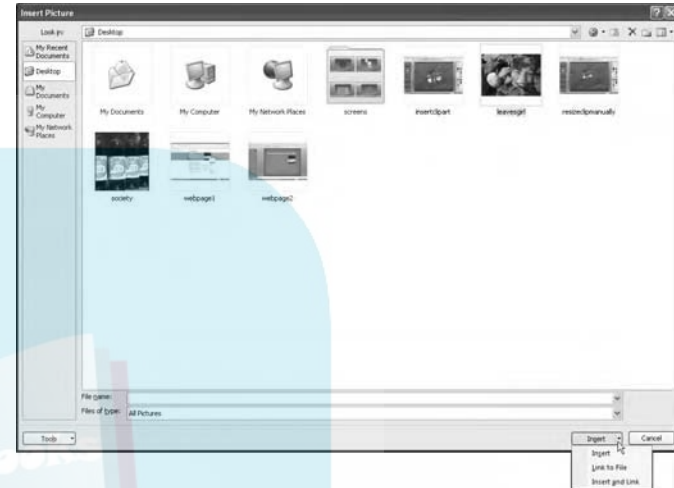 Insert Picture
Look in:
Desktop
My Recent
Documents
Desktop
My
Documents
My
Computer
My Network
Places
My Documents
My Computer
My Network Places
screens
insertclipart
leavesgirl
resizeclipmanually
society
webpage1
webpage2
File name:
Files of type:
All Pictures
Tools
Insert
Cancel
Insert
Link to File
Insert and Link